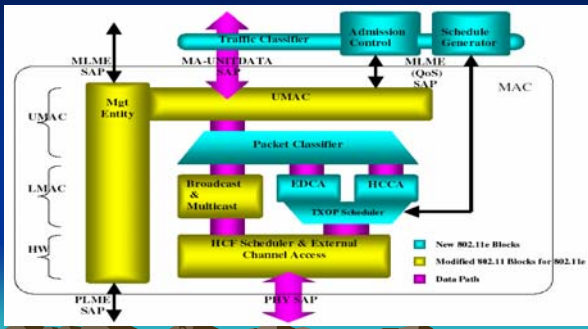 Traffic Classifier
Admission
Control
Schedule
Generator
MLME
SAP
MA-UNITDATA
SAP
MLME
(QoS)
SAP
MAC
Mgt
Entity
UMAC
UMAC
Packet Classifier
LMAC
Broadcast
&
Multicast
EDCA
HCCA
TXOP Scheduler
HW
HCF Scheduler & External
Channel Access
New 802.11e Blocks
Modified 802.11 Blocks for 802.11e
Data Path
PLME
SAP
PHY SAP